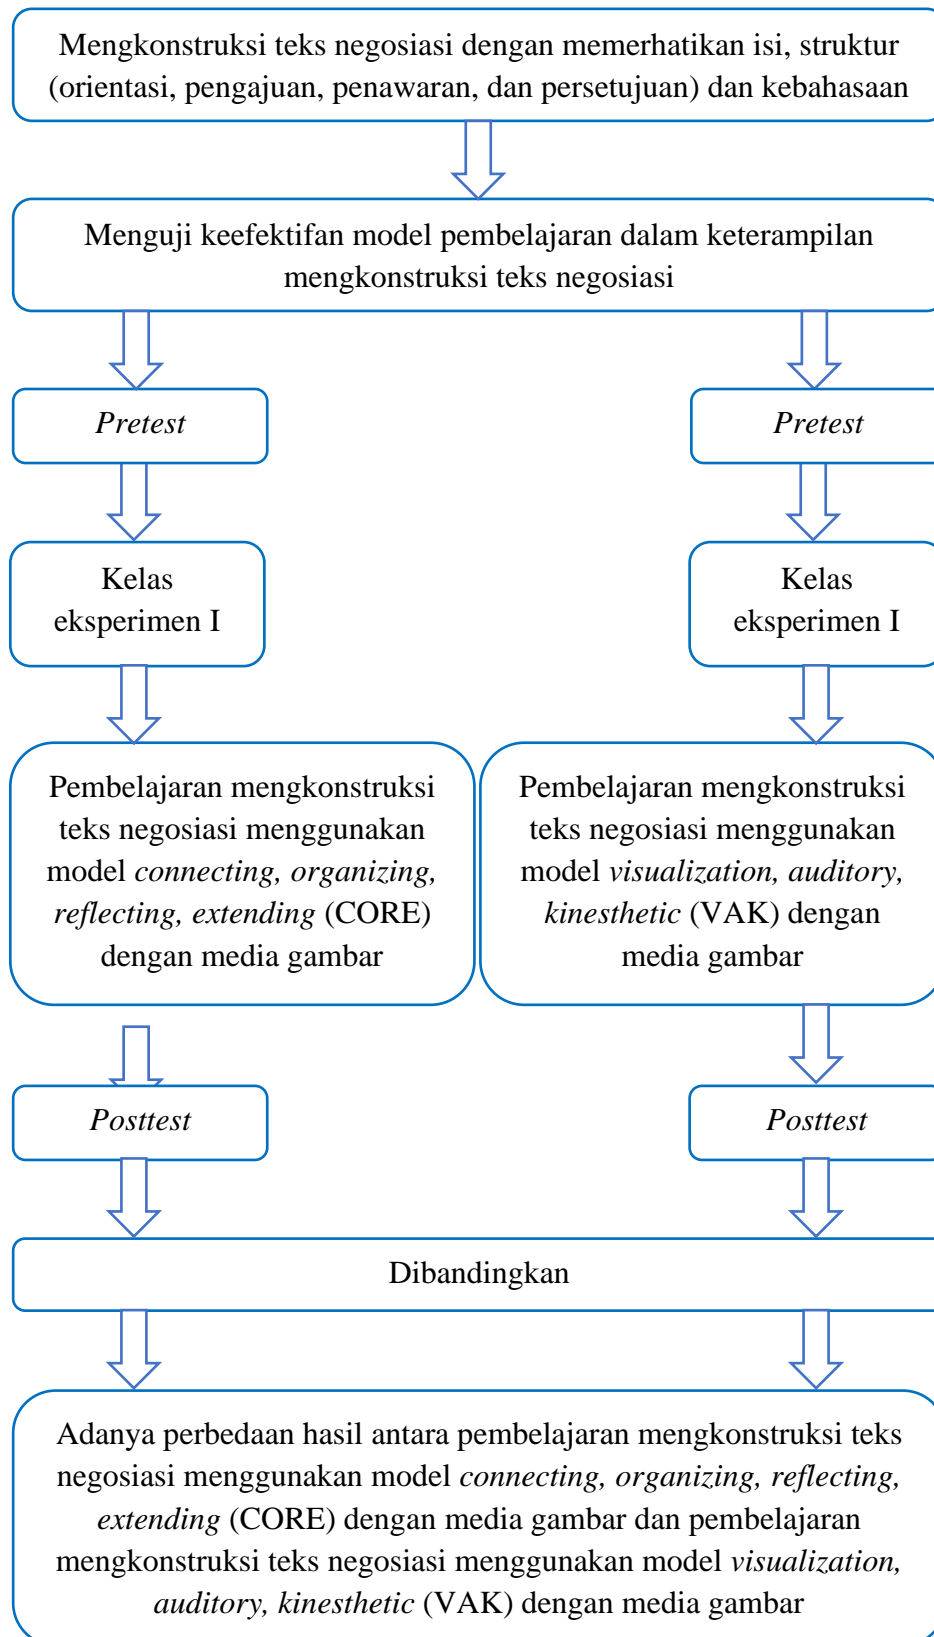 Mengkonstruksi teks negosiasi dengan memerhatikan isi, struktur
(orientasi, pengajuan, penawaran, dan persetujuan) dan kebahasaan
Menguji keefektifan model pembelajaran dalam keterampilan
mengkonstruksi teks negosiasi
Pretest
Pretest
Kelas
eksperimen I
Kelas
eksperimen I
Pembelajaran mengkonstruksi
teks negosiasi menggunakan
model connecting, organizing,
reflecting, extending (CORE)
dengan media gambar
Pembelajaran mengkonstruksi
teks negosiasi menggunakan
model visualization, auditory,
kinesthetic (VAK) dengan
media gambar
Posttest
Posttest
Dibandingkan
Adanya perbedaan hasil antara pembelajaran mengkonstruksi teks
negosiasi menggunakan model connecting, organizing, reflecting,
extending (CORE) dengan media gambar dan pembelajaran
mengkonstruksi teks negosiasi menggunakan model visualization,
auditory, kinesthetic (VAK) dengan media gambar